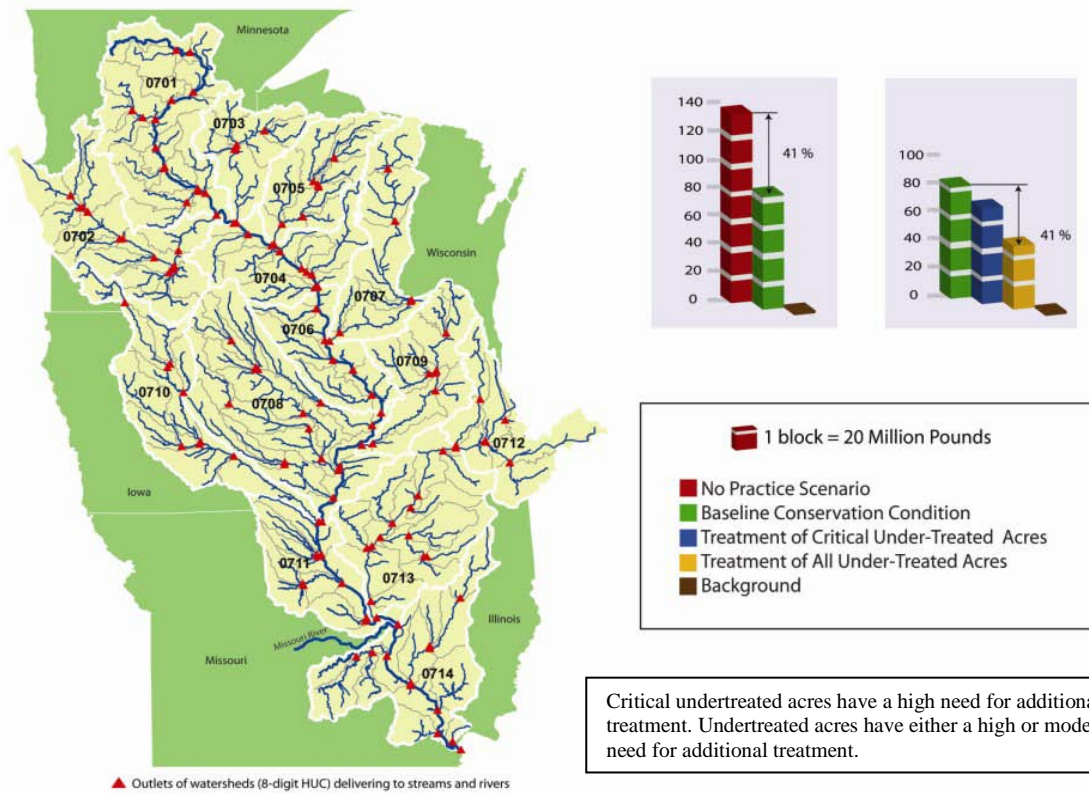 Minnesota
0701
0703
0705
0702
Wisconsin
0704
0707
0706
0709
0710
0708
0712
Iowa
0711
0713
Illinois
Missouri River
Missouri
0714
▲ Outlets of watersheds (8-digit HUC) delivering to streams and rivers
140
120
100
80
60
40
20
0
41 %
100
80
60
40
20
0
41 %
1 block = 20 Million Pounds
No Practice Scenario
Baseline Conservation Condition
Treatment of Critical Under-Treated Acres
Treatment of All Under-Treated Acres
Background
Critical undertreated acres have a high need for additiona
treatment. Undertreated acres have either a high or mode
need for additional treatment.